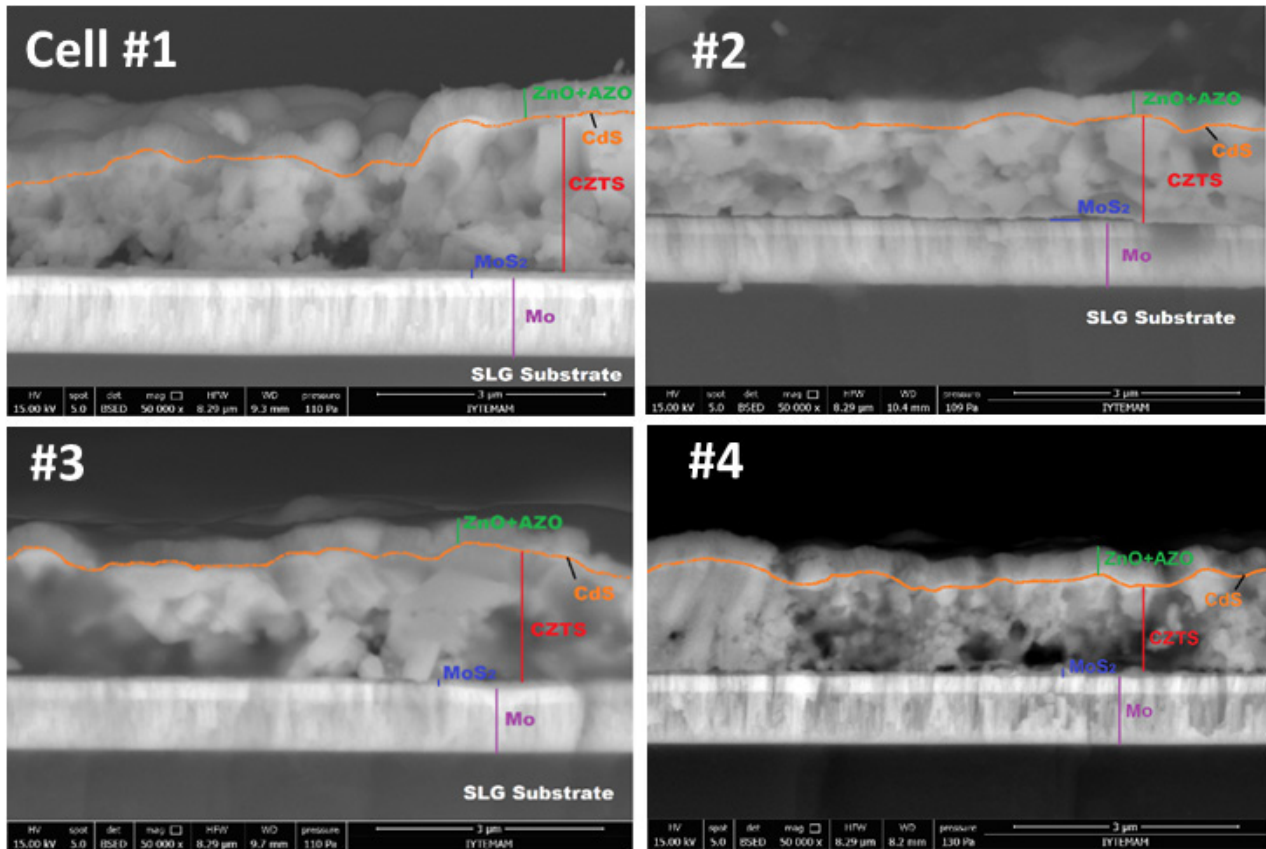 Cell #1
ZnO+AZO
CdS
CZTS
MoS₂
Mo
SLG Substrate
HV spot det mag HFW WD pressure 3 µm
15.00 kV 5.0 BSED 50 000 x 8.29 µm 9.3 mm 110 Pa IYTEMAM
#2
ZnO+AZO
CdS
CZTS
MoS₂
Mo
SLG Substrate
HV spot det mag HFW WD pressure 3 µm
15.00 kV 5.0 BSED 50 000 x 8.29 µm 10.4 mm 109 Pa IYTEMAM
#3
ZnO+AZO
CdS
CZTS
MoS₂
Mo
SLG Substrate
HV spot det mag HFW WD pressure 3 µm
15.00 kV 5.0 BSED 50 000 x 8.29 µm 9.7 mm 110 Pa IYTEMAM
#4
ZnO+AZO
CdS
CZTS
MoS₂
Mo
HV spot det mag HFW WD pressure 3 µm
15.00 kV 5.0 BSED 50 000 x 8.29 µm 8.2 mm 130 Pa IYTEMAM